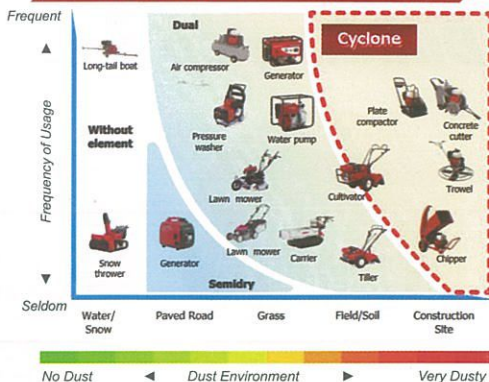 Frequent
Dual
Cyclone
Long-tail boat
Air compressor
Generator
Plate
compactor
Concrete
cutter
Without
element
Pressure
washer
Water pump
Trowel
Lawn mower
Cultivator
Snow
thrower
Generator
Lawn mower
Carrier
Tiller
Chipper
Semidry
Frequency of Usage
Seldom
Water/
Snow
Paved Road
Grass
Field/Soil
Construction
Site
No Dust
◄
Dust Environment
►
Very Dusty